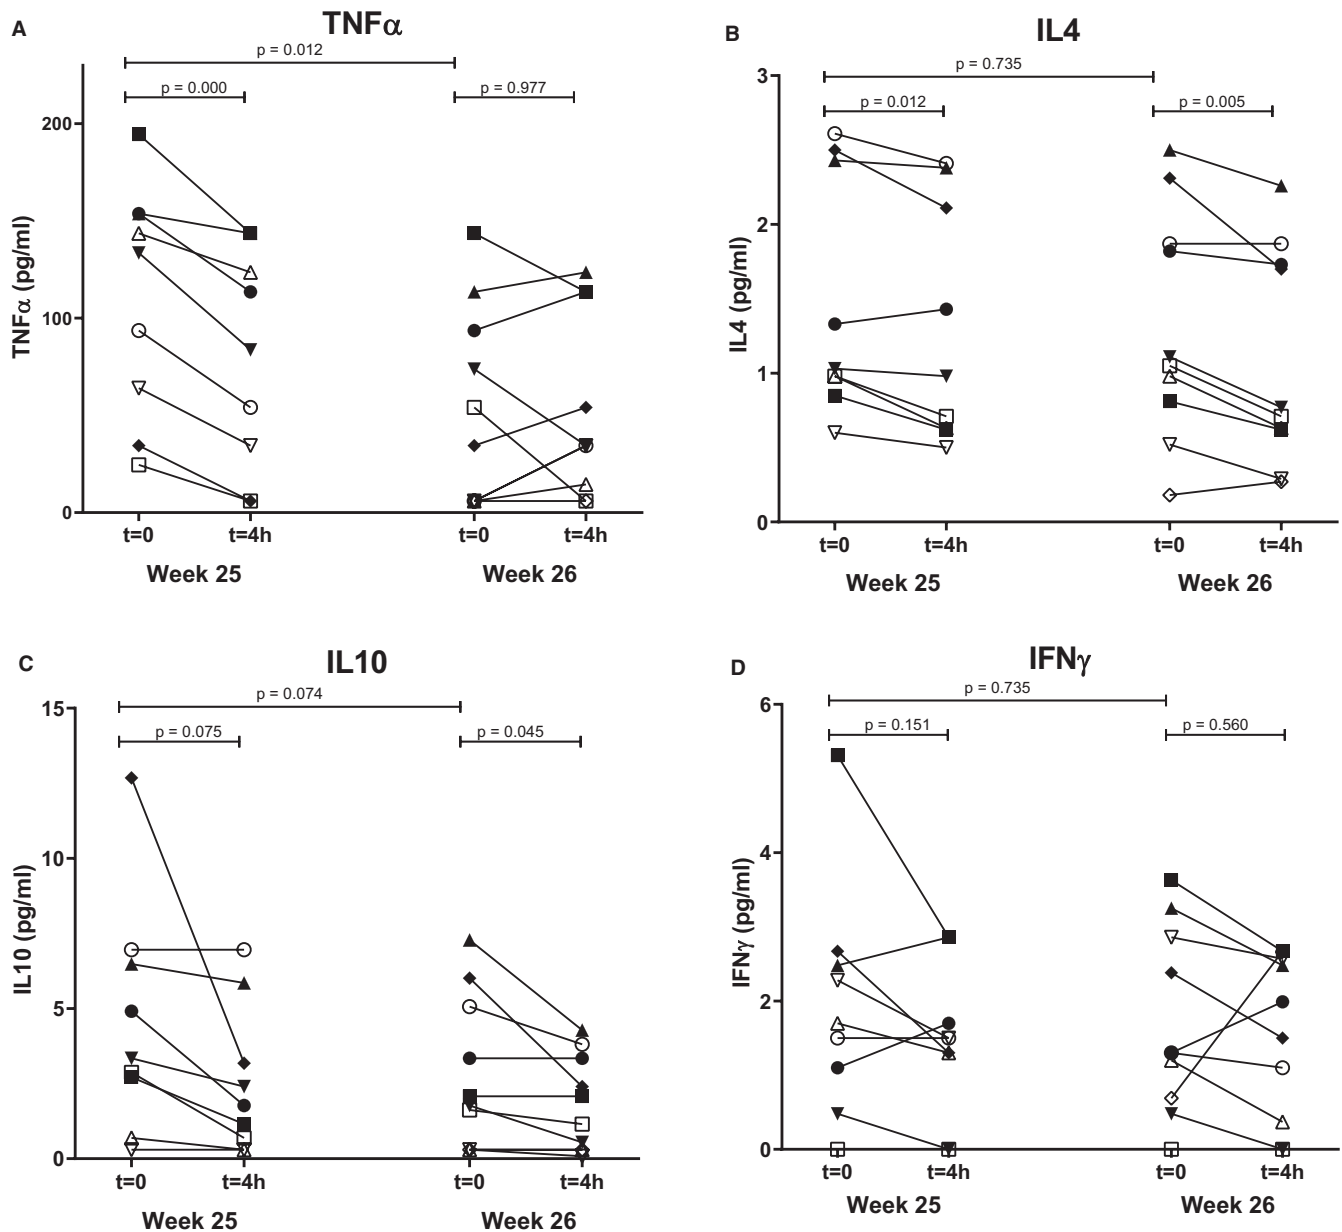 A
TNFα
p = 0.012
p = 0.000
p = 0.977
200
100
0
TNFα (pg/ml)
t=0
t=4h
t=0
t=4h
Week 25
Week 26
B
IL4
p = 0.735
p = 0.012
p = 0.005
3
2
1
0
IL4 (pg/ml)
t=0
t=4h
t=0
t=4h
Week 25
Week 26
C
IL10
p = 0.074
p = 0.075
p = 0.045
15
10
5
0
IL10 (pg/ml)
t=0
t=4h
t=0
t=4h
Week 25
Week 26
D
IFNγ
p = 0.735
p = 0.151
p = 0.560
6
4
2
0
IFNγ (pg/ml)
t=0
t=4h
t=0
t=4h
Week 25
Week 26